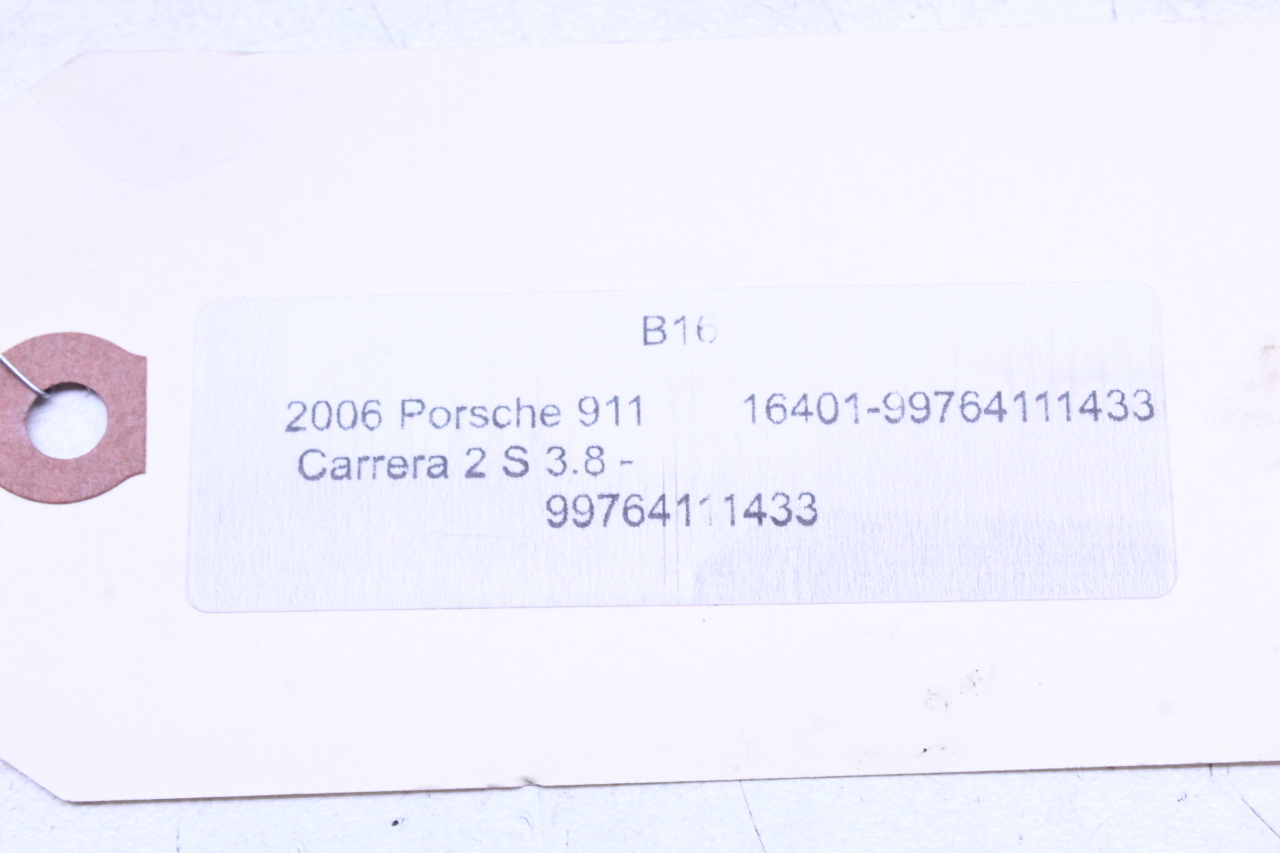 B16
2006 Porsche 911 16401-99764111433
Carrera 2 S 3.8 -
99764111433